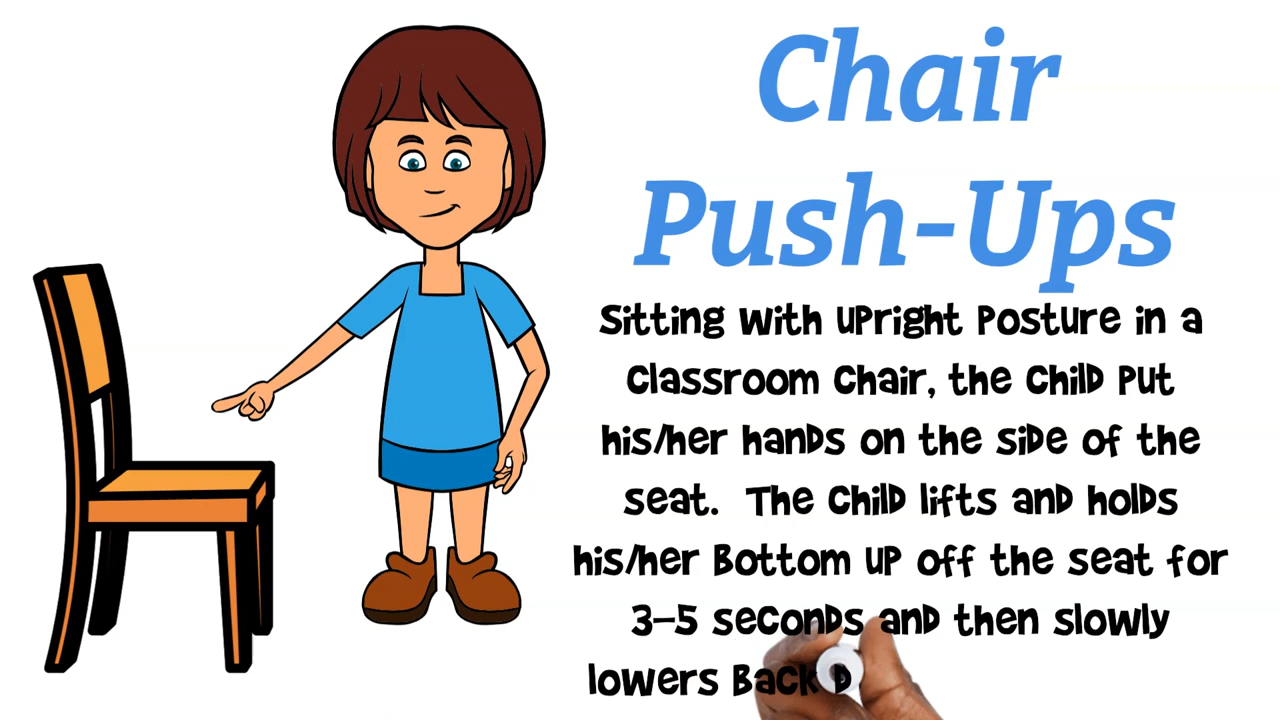 Chair
Push-Ups
Sitting with upright posture in a
classroom chair, the child put
his/her hands on the side of the
seat. The child lifts and holds
his/her bottom up off the seat for
3-5 seconds and then slowly
lowers back d